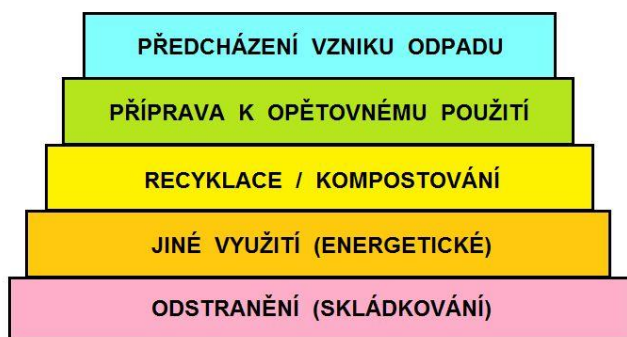 PŘEDCHÁZENÍ VZNIKU ODPADU
PŘÍPRAVA K OPĚTOVNÉMU POUŽITÍ
RECYKLACE / KOMPOSTOVÁNÍ
JINÉ VYUŽITÍ (ENERGETICKÉ)
ODSTRANĚNÍ (SKLÁDKOVÁNÍ)